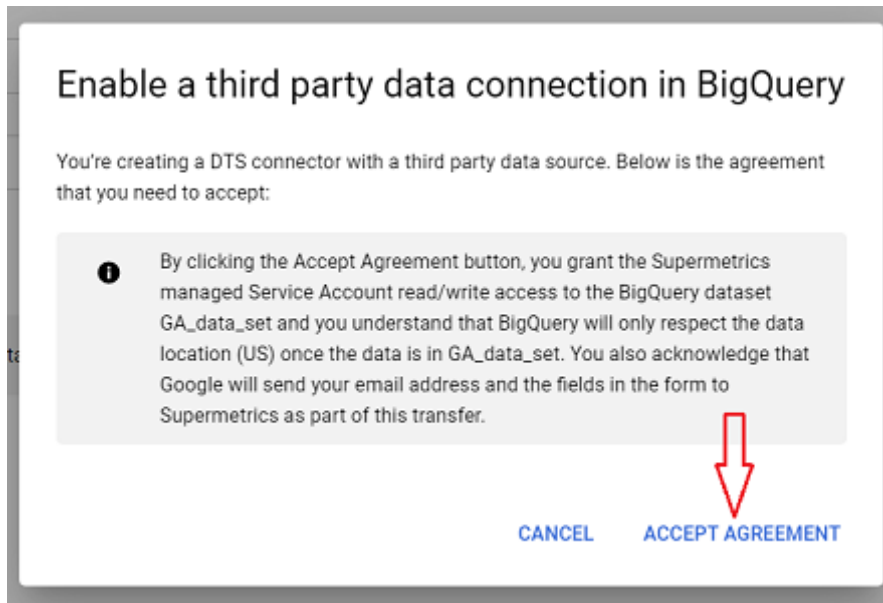 Enable a third party data connection in BigQuery
You're creating a DTS connector with a third party data source. Below is the agreement
that you need to accept:
By clicking the Accept Agreement button, you grant the Supermetrics
managed Service Account read/write access to the BigQuery dataset
GA_data_set and you understand that BigQuery will only respect the data
location (US) once the data is in GA_data_set. You also acknowledge that
Google will send your email address and the fields in the form to
Supermetrics as part of this transfer.
CANCEL ACCEPT AGREEMENT